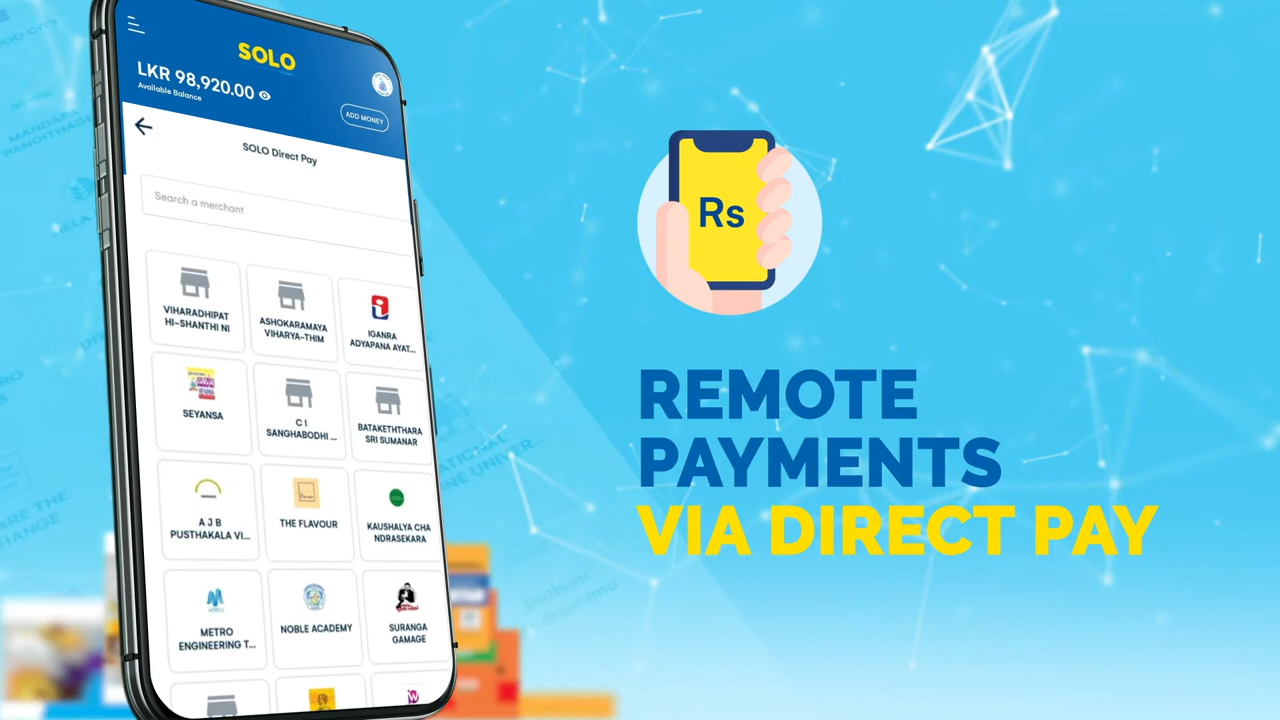 SOLO
LKR 98,920.00
Available Balance
ADD MONEY
SOLO Direct Pay
Search a merchant
VIHARADHIPAT
HI-SHANTHI NI
ASHOKARAMAYA
VIHARYA-THIM
IGANRA
ADYAPANA AYAT...
SEYANSA
C I
SANGHABODHI ...
BATAKETHTHARA
SRI SUMANAR
A J B
PUSTHAKALA VI...
THE FLAVOUR
KAUSHALYA CHA
NDRASEKARA
METRO
ENGINEERING T...
NOBLE ACADEMY
SURANGA
GAMAGE
Rs
REMOTE
PAYMENTS
VIA DIRECT PAY